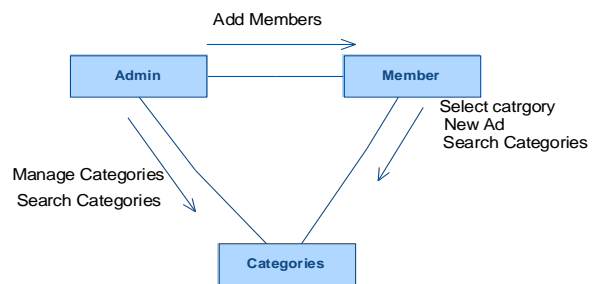 Add Members
Admin
Member
Select catrgory
New Ad
Search Categories
Manage Categories
Search Categories
Categories